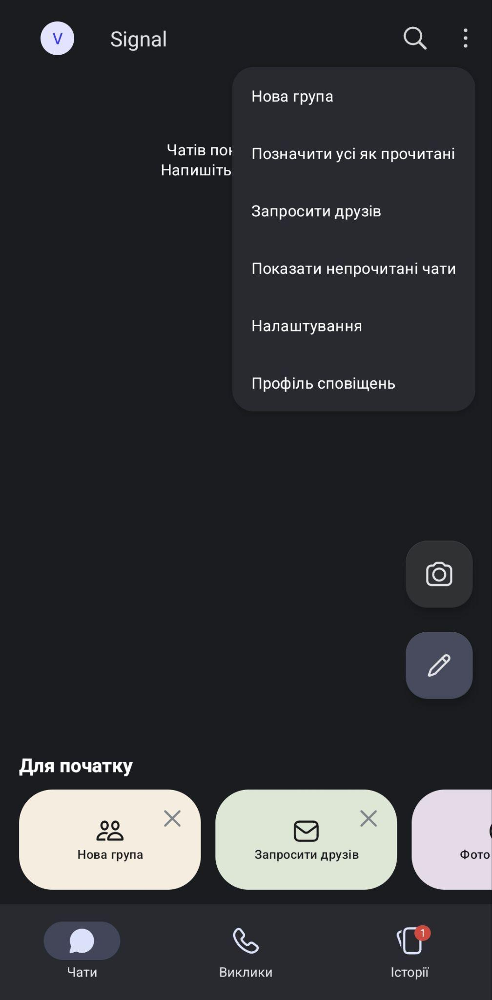 V
Signal
Нова група
Позначити усі як прочитані
Запросити друзів
Показати непрочитані чати
Налаштування
Профіль сповіщень
Чатів
Напишіть
Для початку
Нова група
Запросити друзів
Фото
Чати
Виклики
1
Історії